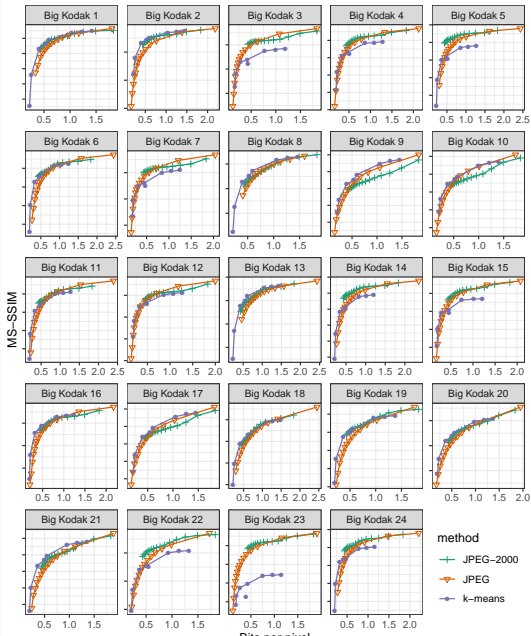 Big Kodak 1 Big Kodak 2 Big Kodak 3 Big Kodak 4 Big Kodak 5
0.5 1.0 1.5 0.5 1.0 1.5 2.0 0.5 1.0 1.5 0.5 1.0 1.5 2.0 0.5 1.0 1.5 2.0 2.5
Big Kodak 6 Big Kodak 7 Big Kodak 8 Big Kodak 9 Big Kodak 10
0.5 1.0 1.5 2.0 2.5 0.5 1.0 1.5 2.0 0.5 1.0 1.5 0.5 1.0 1.5 0.5 1.0 1.5
MS-SSIM
Big Kodak 11 Big Kodak 12 Big Kodak 13 Big Kodak 14 Big Kodak 15
0.5 1.0 1.5 2.0 0.5 1.0 1.5 2.0 0.5 1.0 1.5 2.0 2.5 0.5 1.0 1.5 2.0 0.5 1.0 1.5 2.0
Big Kodak 16 Big Kodak 17 Big Kodak 18 Big Kodak 19 Big Kodak 20
0.5 1.0 1.5 2.0 0.5 1.0 1.5 0.5 1.0 1.5 2.0 2.5 0.5 1.0 1.5 0.5 1.0 1.5 2.0
Big Kodak 21 Big Kodak 22 Big Kodak 23 Big Kodak 24
0.5 1.0 1.5 0.5 1.0 1.5 0.5 1.0 1.5 0.5 1.0 1.5 2.0
method
JPEG-2000
JPEG
k-means
Bits per pixel